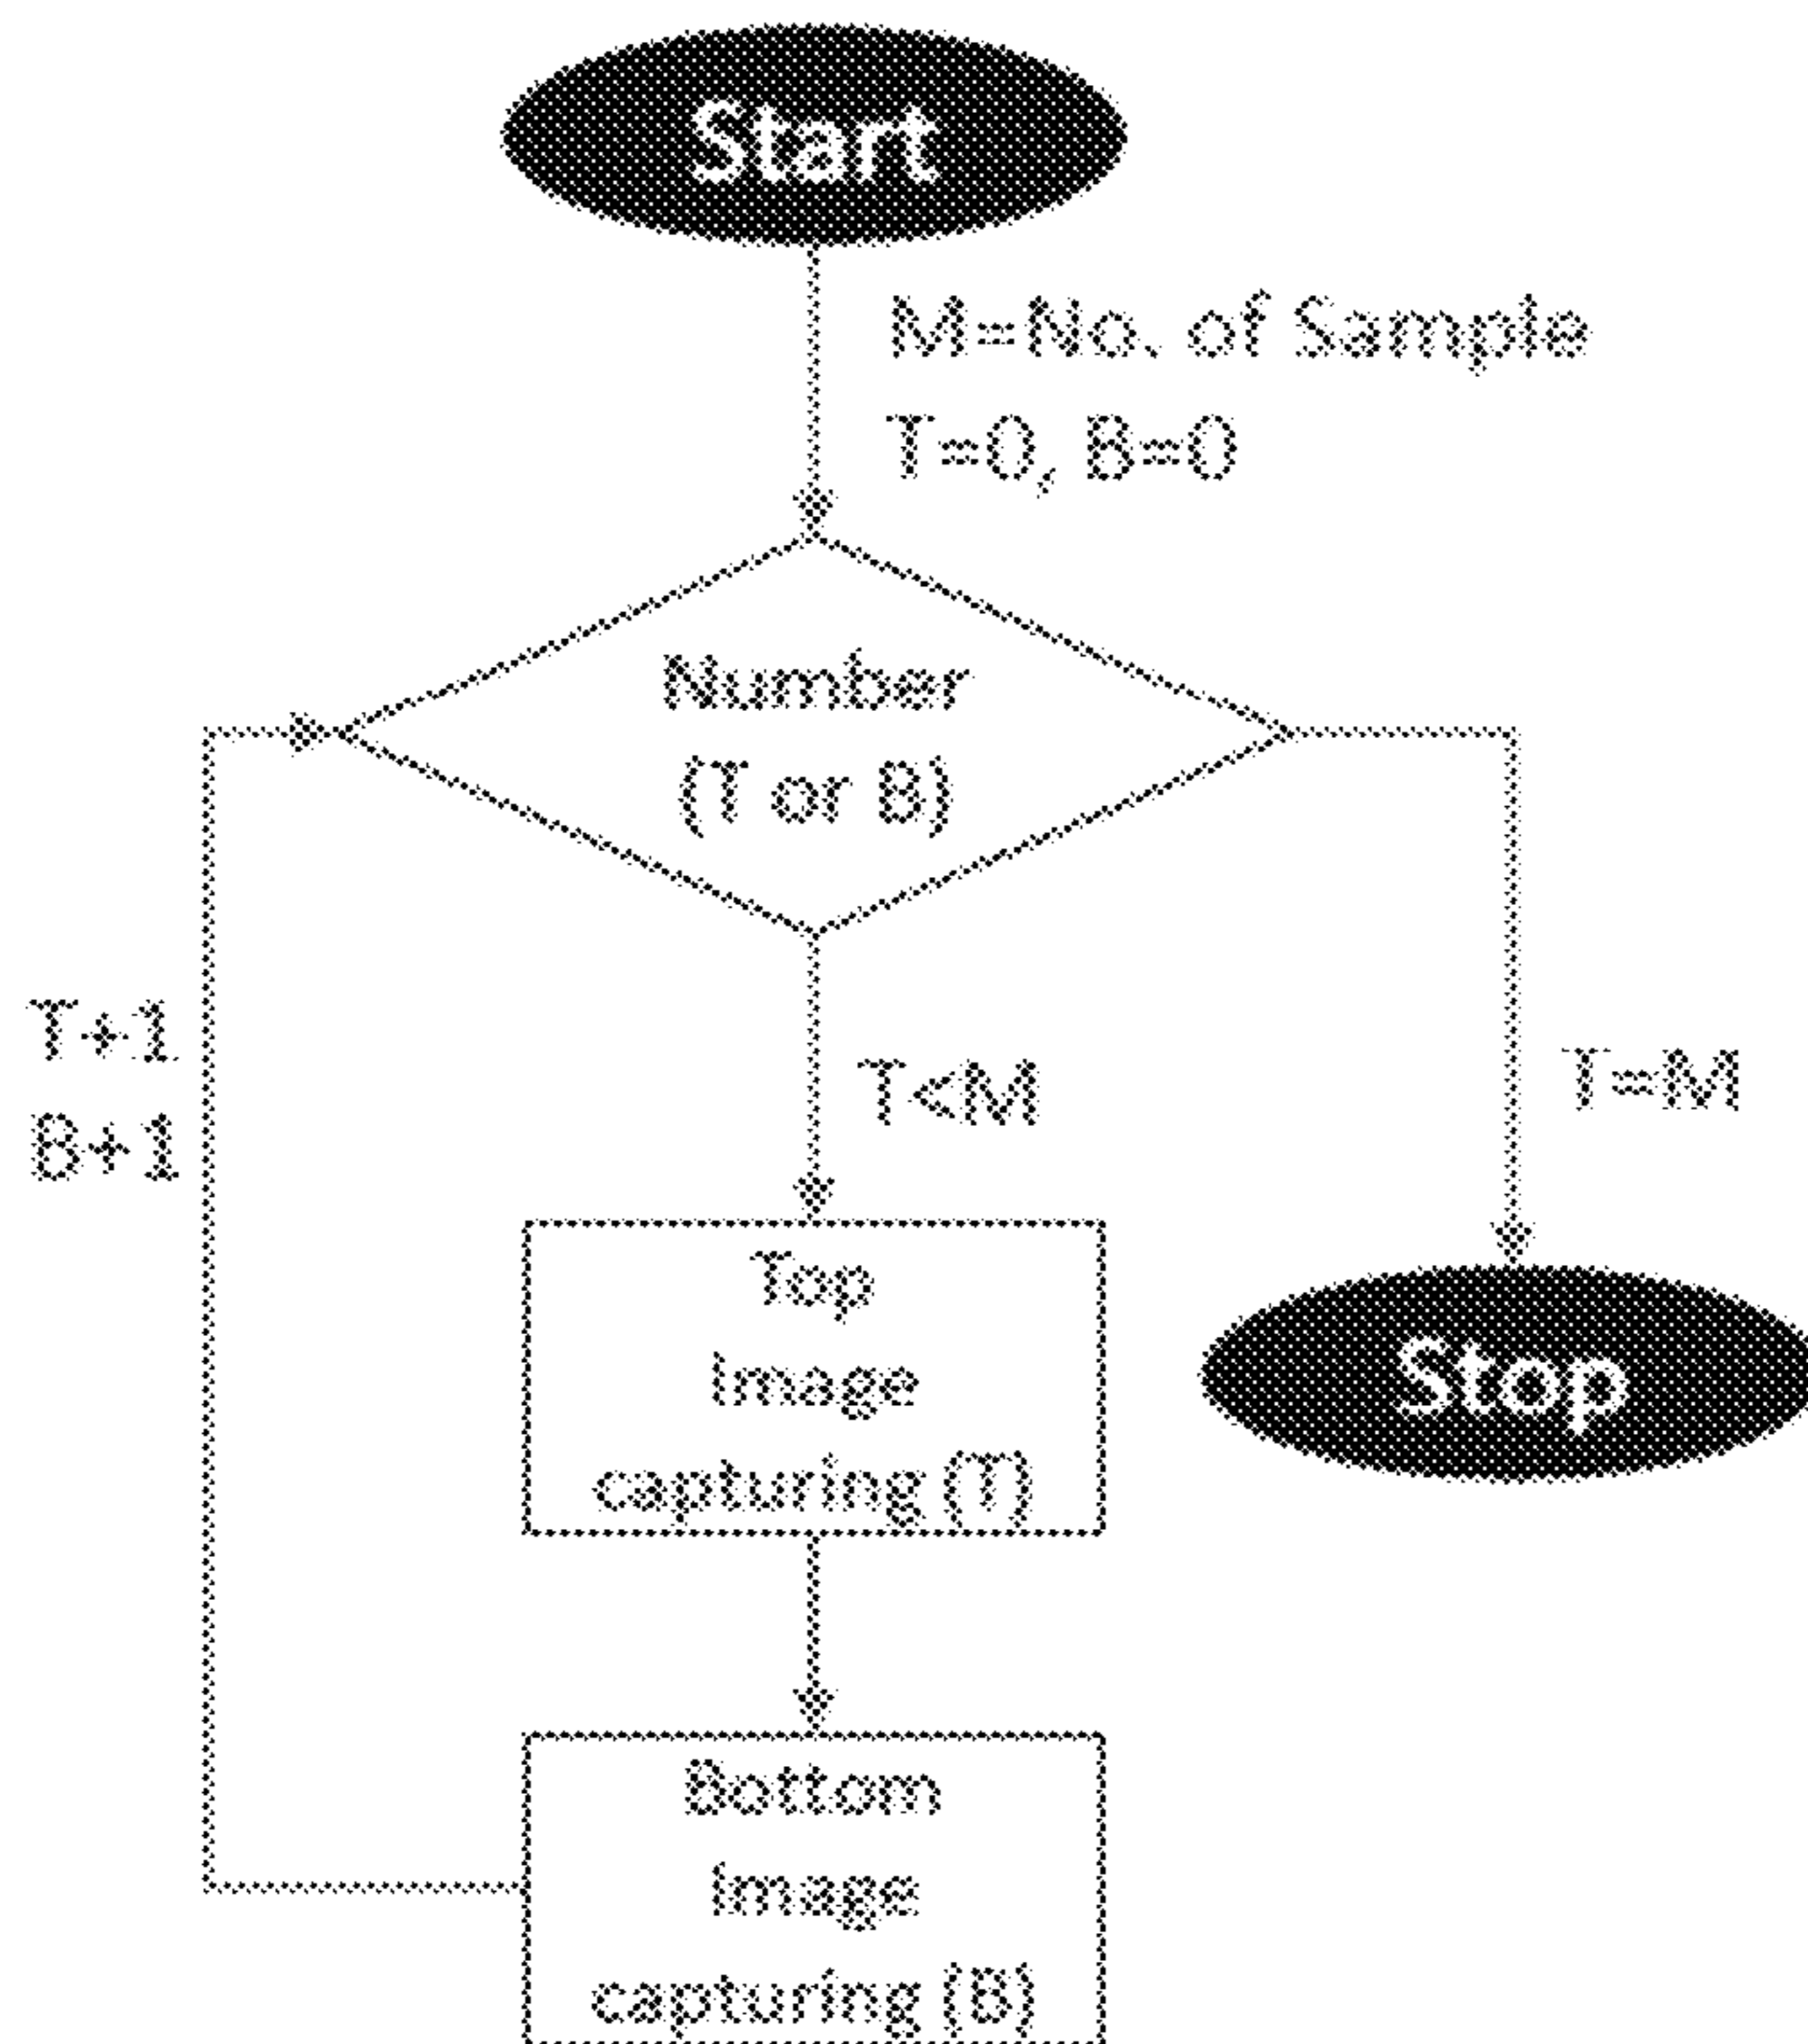 Start
M=No. of Sample
T=0, B=0
Number
(T or B)
T+1
B+1
T<M
T=M
Top
Image
capturing (T)
Stop
Bottom
Image
capturing (B)